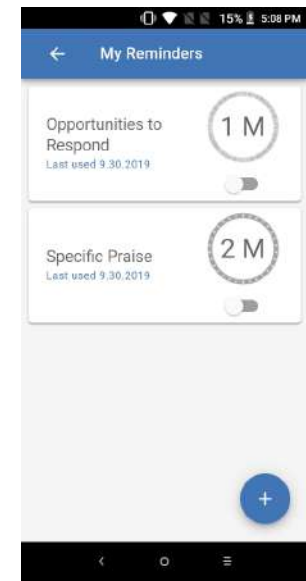 15% 5:08 PM
My Reminders
Opportunities to
Respond
Last used 9.30.2019
1 M
Specific Praise
Last used 9.30.2019
2 M
+